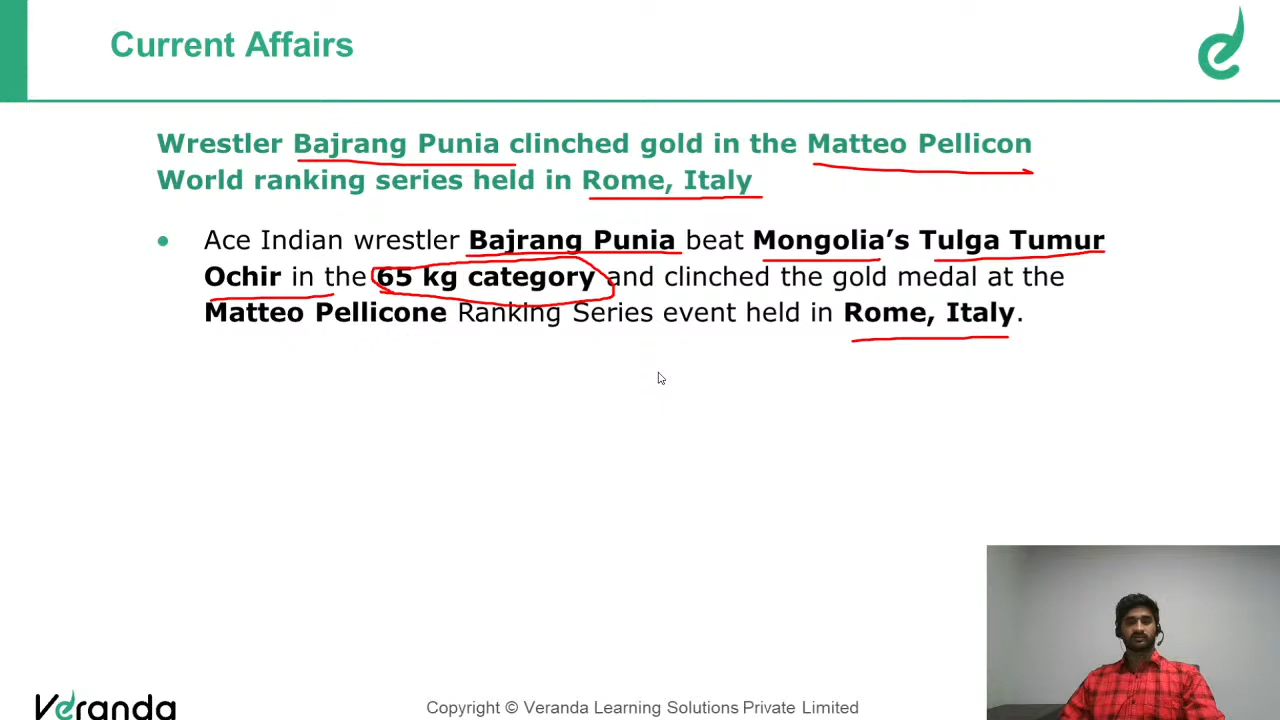 Current Affairs
Wrestler Bajrang Punia clinched gold in the Matteo Pellicon
World ranking series held in Rome, Italy
• Ace Indian wrestler Bajrang Punia beat Mongolia’s Tulga Tumur
Ochir in the 65 kg category and clinched the gold medal at the
Matteo Pellicone Ranking Series event held in Rome, Italy.
Veranda
Copyright © Veranda Learning Solutions Private Limited